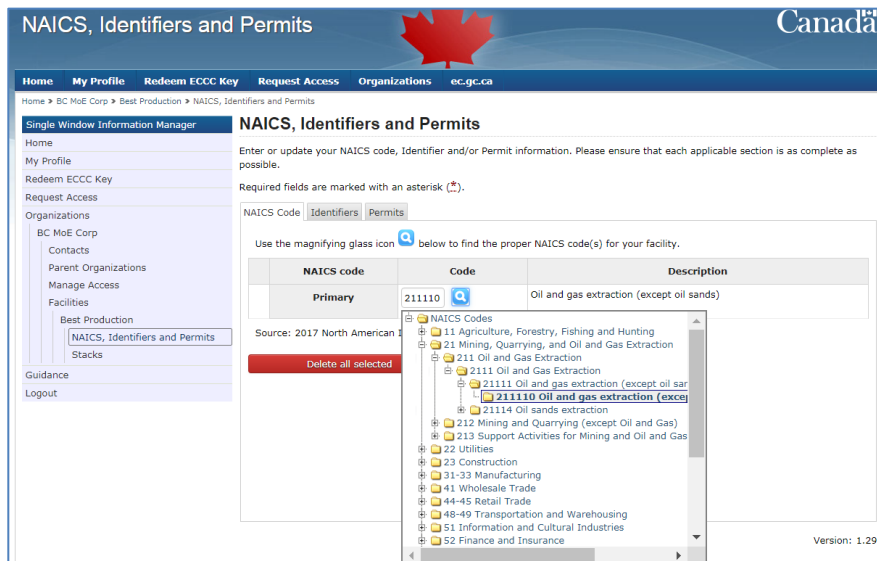 NAICS, Identifiers and Permits
Canada
Home My Profile Redeem ECCC Key Request Access Organizations ec.gc.ca
Home > BC MoE Corp > Best Production > NAICS, Identifiers and Permits
Single Window Information Manager
Home
My Profile
Redeem ECCC Key
Request Access
Organizations
BC MoE Corp
Contacts
Parent Organizations
Manage Access
Facilities
Best Production
NAICS, Identifiers and Permits
Stacks
Guidance
Logout
NAICS, Identifiers and Permits
Enter or update your NAICS code, Identifier and/or Permit information. Please ensure that each applicable section is as complete as
possible.
Required fields are marked with an asterisk (*).
NAICS Code Identifiers Permits
Use the magnifying glass icon below to find the proper NAICS code(s) for your facility.
NAICS code Code Description
Primary 211110 Oil and gas extraction (except oil sands)
Source: 2017 North American I
Delete all selected
NAICS Codes
11 Agriculture, Forestry, Fishing and Hunting
21 Mining, Quarrying, and Oil and Gas Extraction
211 Oil and Gas Extraction
2111 Oil and Gas Extraction
21111 Oil and gas extraction (except oil sar
211110 Oil and gas extraction (excep
21114 Oil sands extraction
212 Mining and Quarrying (except Oil and Gas)
213 Support Activities for Mining and Oil and Gas
22 Utilities
23 Construction
31-33 Manufacturing
41 Wholesale Trade
44-45 Retail Trade
48-49 Transportation and Warehousing
51 Information and Cultural Industries
52 Finance and Insurance
Version: 1.29